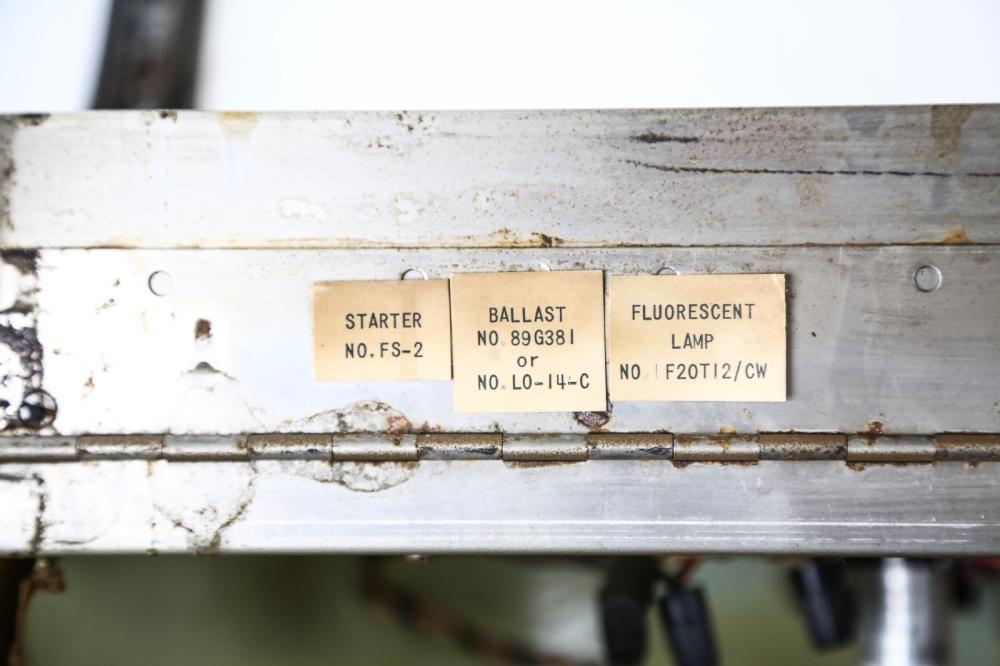 STARTER
NO. FS-2
BALLAST
NO. 89G381
or
NO. LO-14-C
FLUORESCENT
LAMP
NO. F20T12/CW